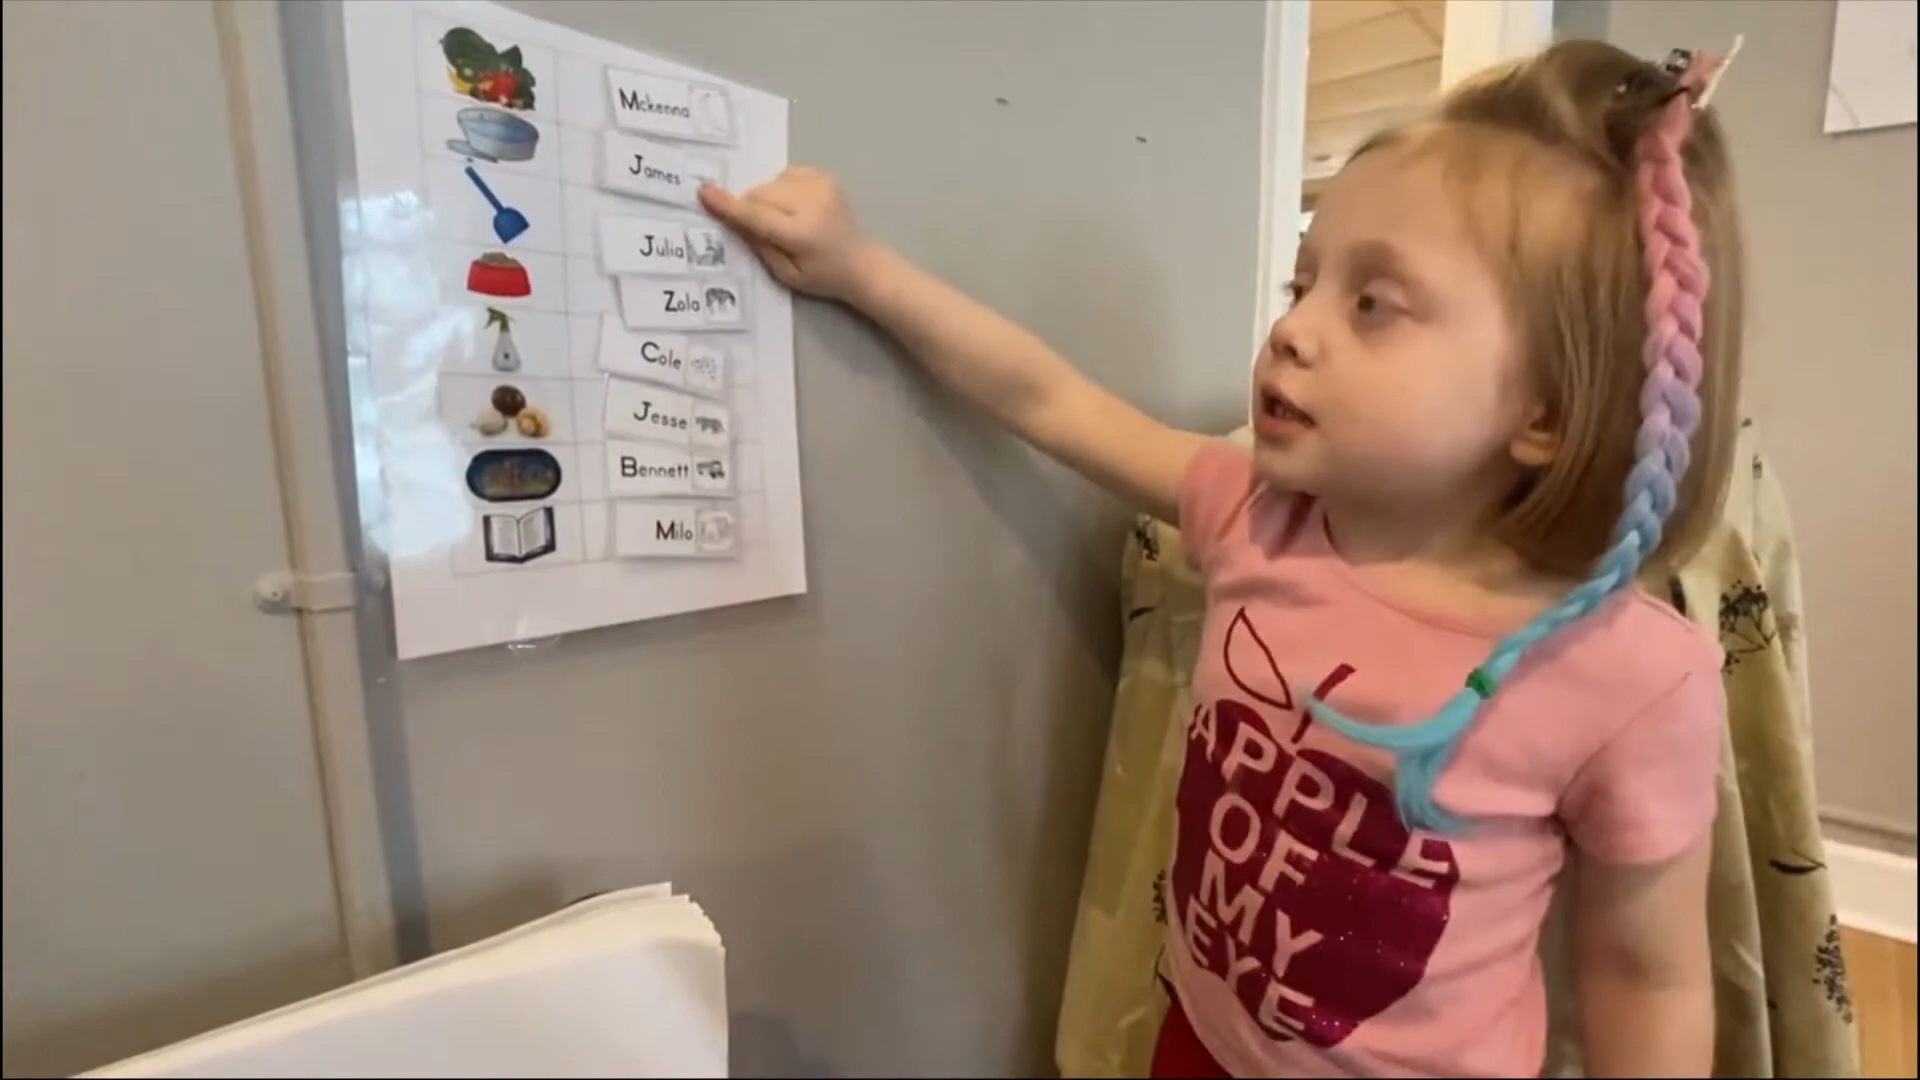 Mckenna
James
Julia
Zola
Cole
Jesse
Bennett
Milo
APPLE
OF
MY
EYE